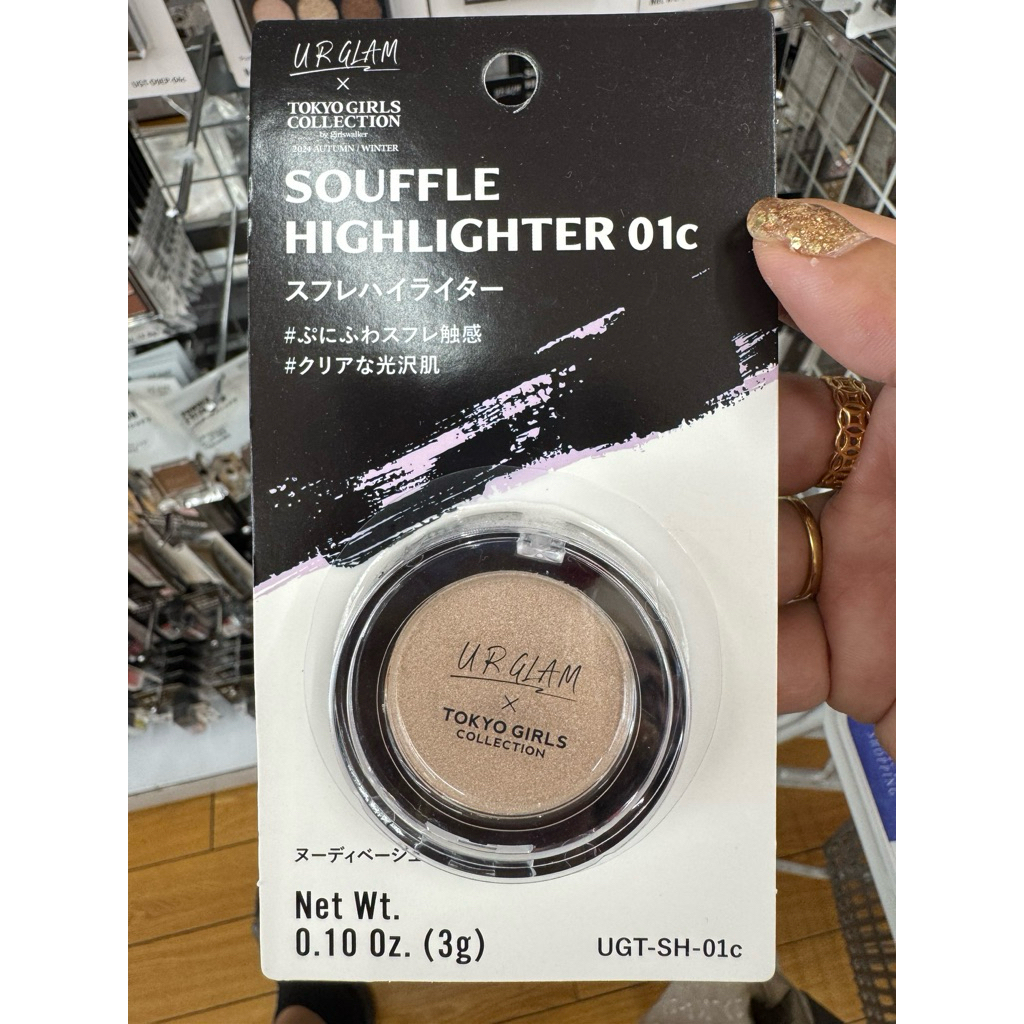 UR GLAM
×
TOKYO GIRLS
COLLECTION
by girlswalker
2024 AUTUMN / WINTER
SOUFFLE
HIGHLIGHTER 01c
スフレハイライター
#ぷにふわスフレ触感
#クリアな光沢肌
UR GLAM
×
TOKYO GIRLS
COLLECTION
ヌーディベージュ
Net Wt.
0.10 Oz. (3g)
UGT-SH-01c
SHOPPING